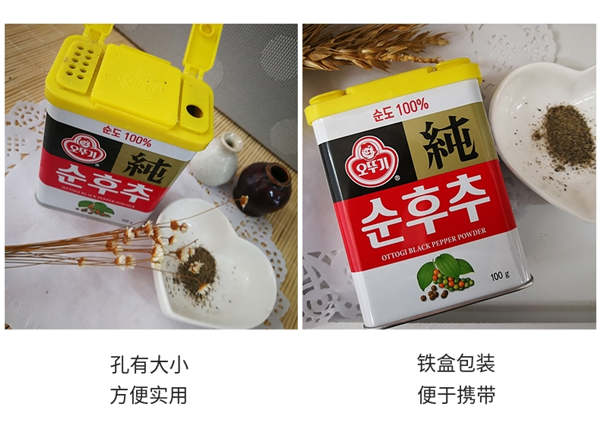 순도 100%
純
오뚜기
순후추
순도 100%
純
오뚜기
®
순후추
OTTOGI BLACK PEPPER POWDER
100 g
孔有大小
方便实用
铁盒包装
便于携带